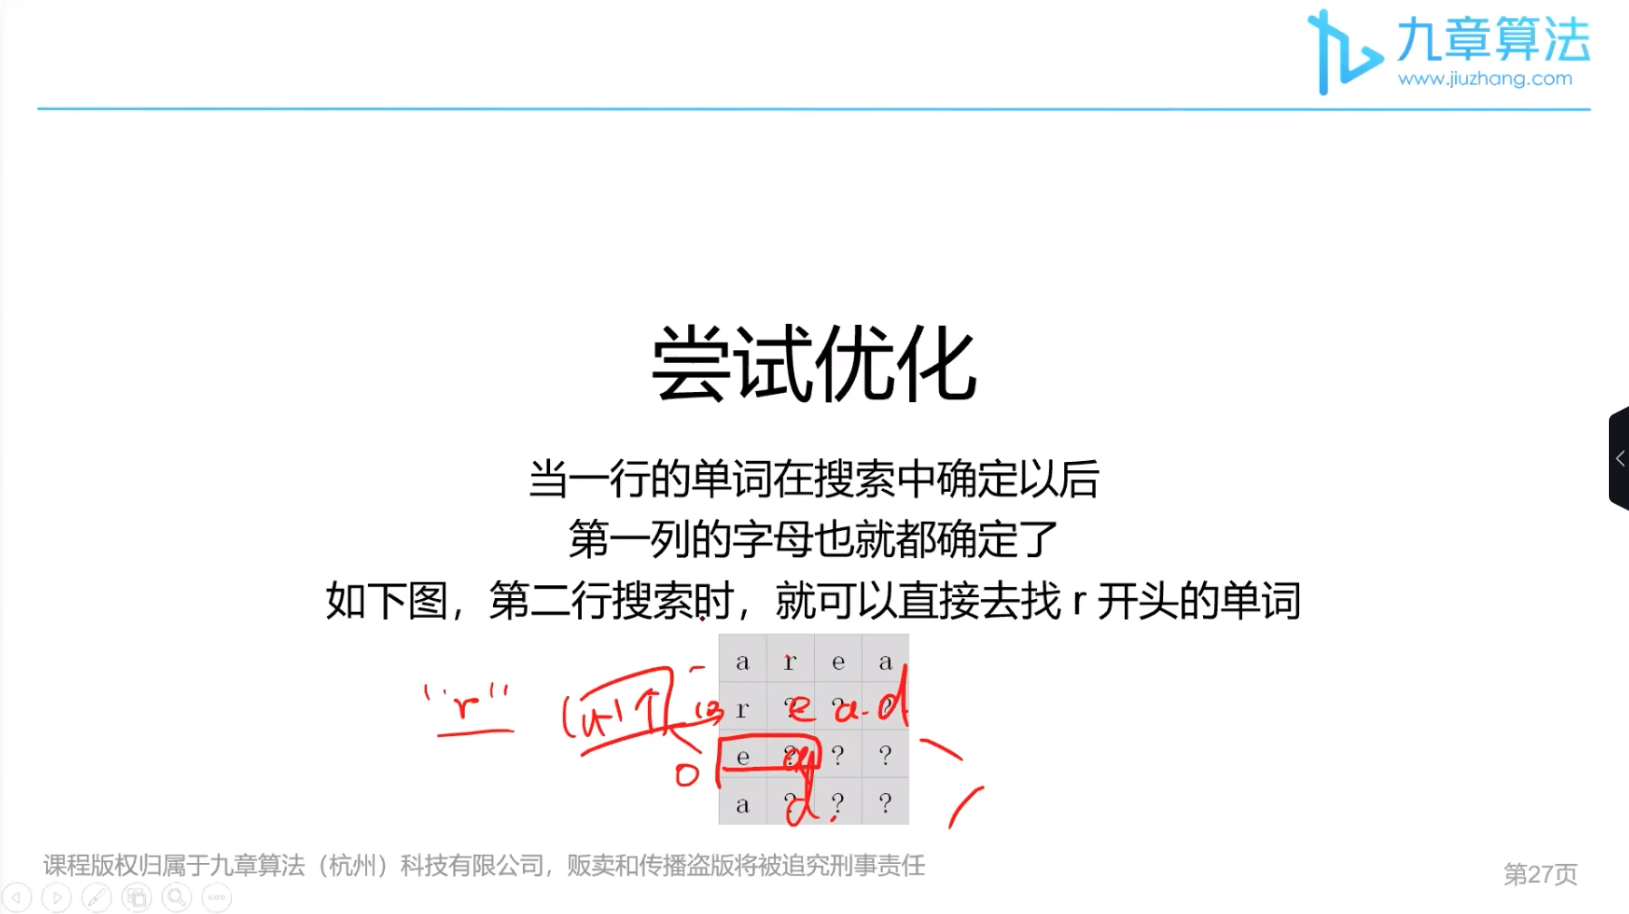 九章算法
www.jiuzhang.com
尝试优化
当一行的单词在搜索中确定以后
第一列的字母也就都确定了
如下图，第二行搜索时，就可以直接去找 r 开头的单词
a r e a
"r"
r e a d
e ? ? ?
0
a d ? ?
课程版权归属于九章算法（杭州）科技有限公司，贩卖和传播盗版将被追究刑事责任
第27页